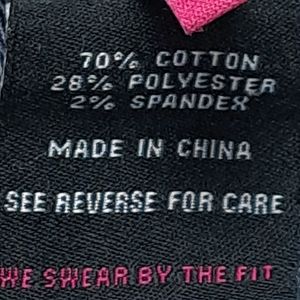 70% COTTON
28% POLYESTER
2% SPANDEX
MADE IN CHINA
SEE REVERSE FOR CARE
WE SWEAR BY THE FIT